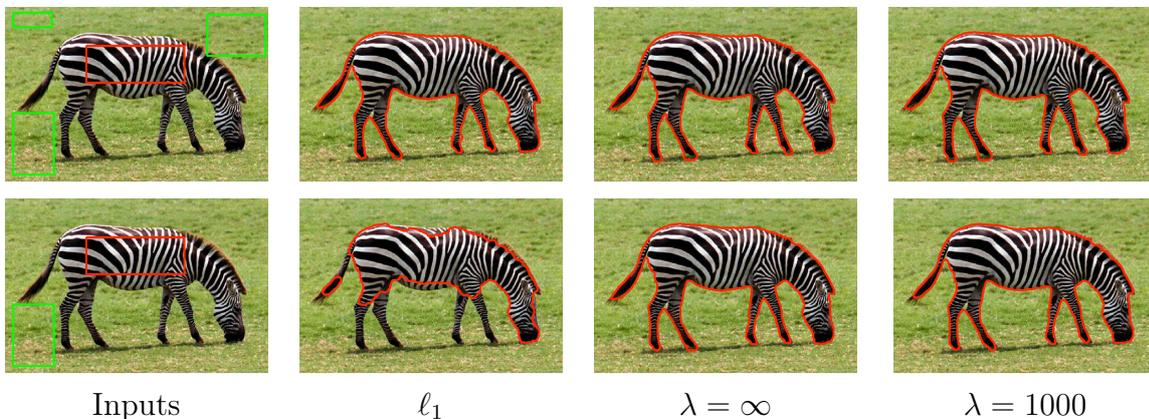 Inputs ℓ₁ λ = ∞ λ = 1000